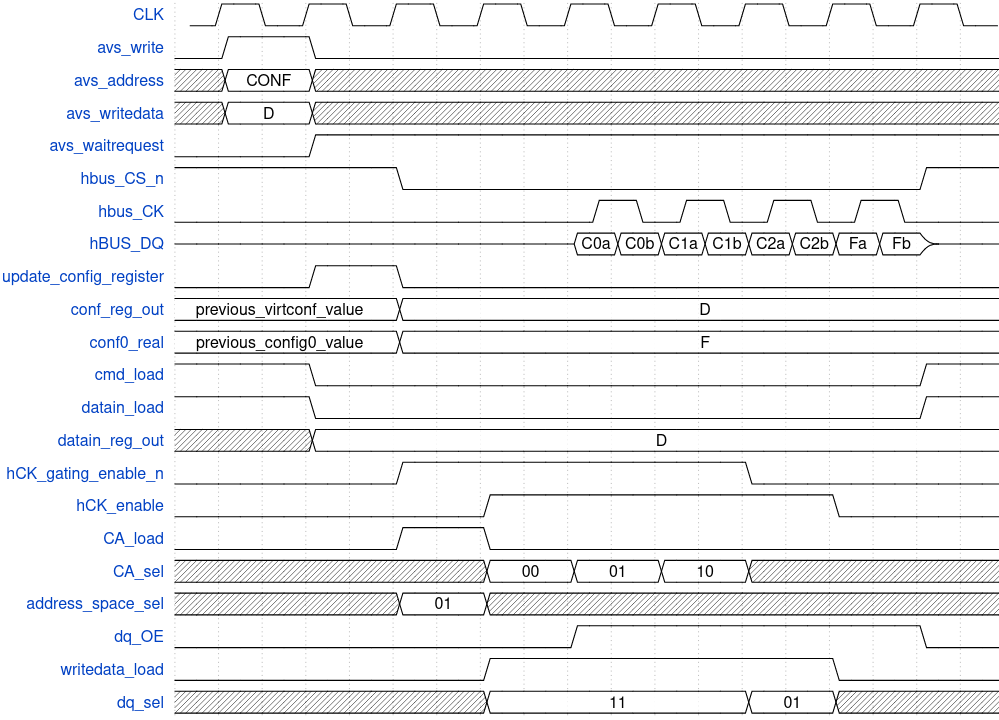 CLK
avs_write
avs_address CONF
avs_writedata D
avs_waitrequest
hbus_CS_n
hbus_CK
hBUS_DQ C0a C0b C1a C1b C2a C2b Fa Fb
update_config_register
conf_reg_out previous_virtconf_value D
conf0_real previous_config0_value F
cmd_load
datain_load
datain_reg_out D
hCK_gating_enable_n
hCK_enable
CA_load
CA_sel 00 01 10
address_space_sel 01
dq_OE
writedata_load
dq_sel 11 01